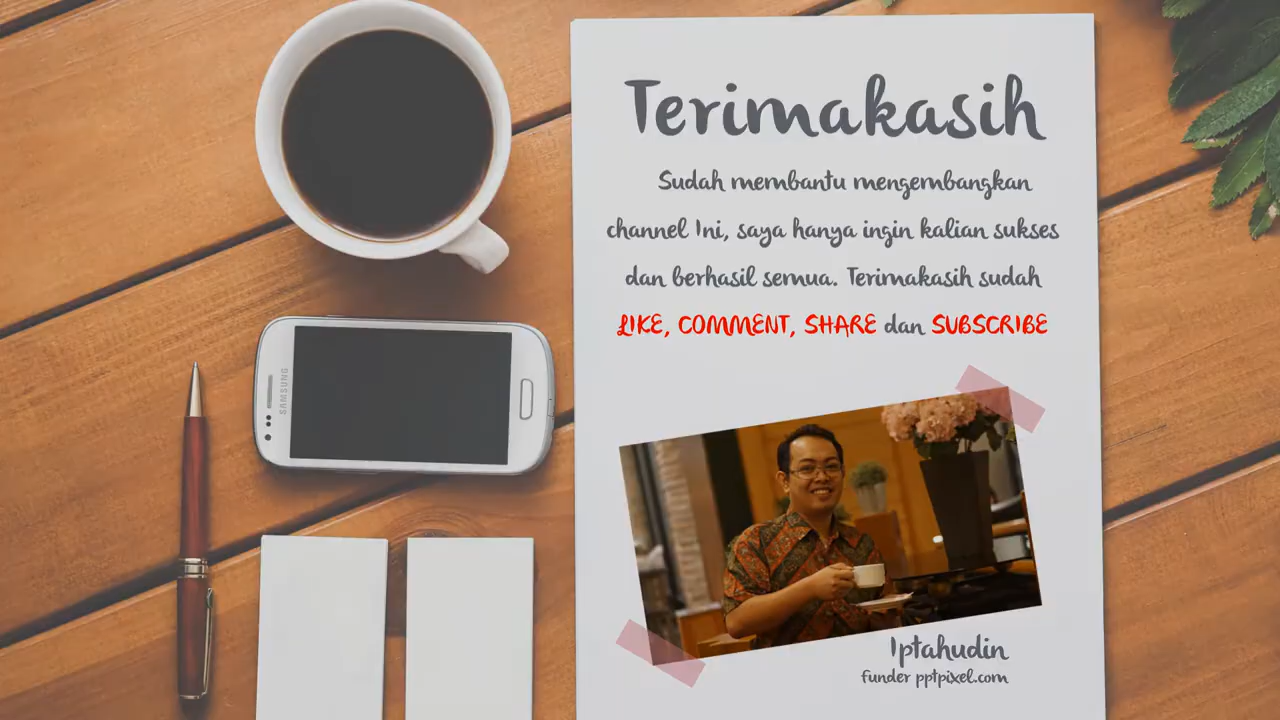 Terimakasih
Sudah membantu mengembangkan
channel Ini, saya hanya ingin kalian sukses
dan berhasil semua. Terimakasih sudah
LIKE, COMMENT, SHARE dan SUBSCRIBE
SAMSUNG
Iptahudin
funder pptpixel.com